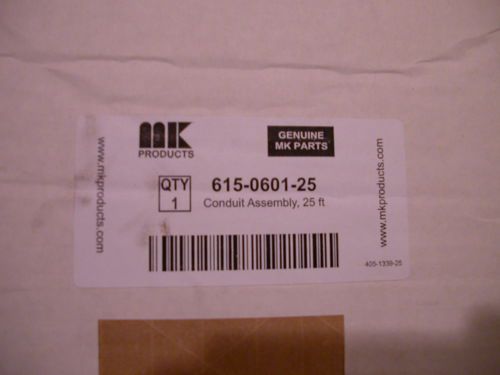 MK
PRODUCTS
GENUINE
MK PARTS
www.mkproducts.com
QTY
1
615-0601-25
Conduit Assembly, 25 ft
www.mkproducts.com
405-1339-25